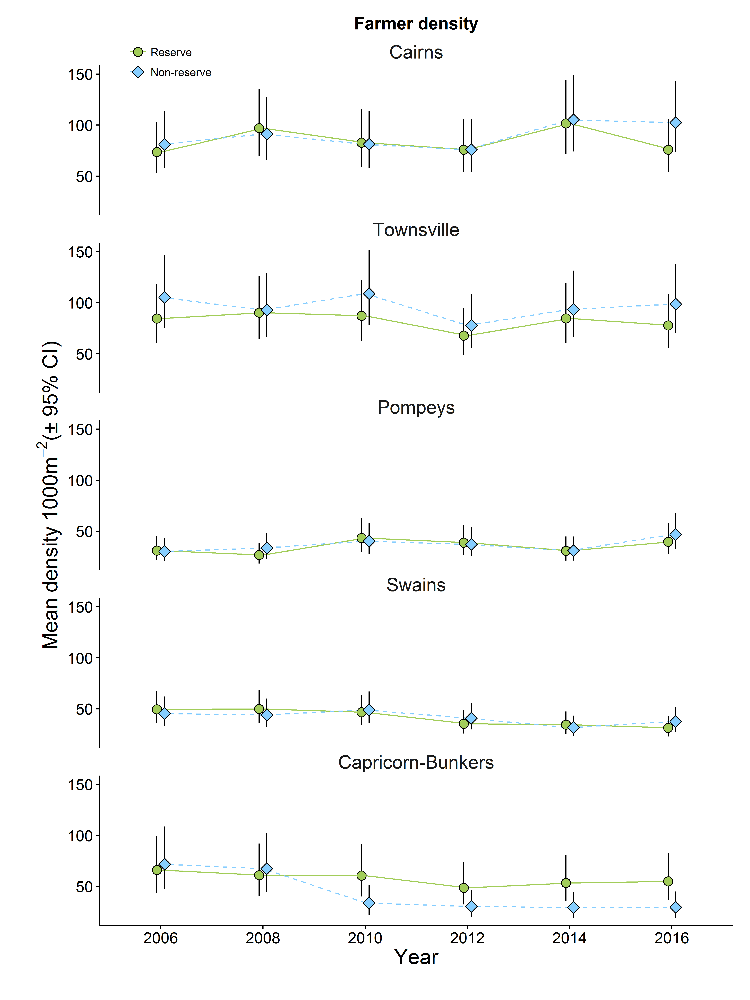 Farmer density
Cairns
Reserve
Non-reserve
150
100
50
Townsville
150
100
50
Pompeys
150
100
50
Swains
150
100
50
Capricorn-Bunkers
150
100
50
2006 2008 2010 2012 2014 2016
Year
Mean density 1000m⁻²(± 95% CI)